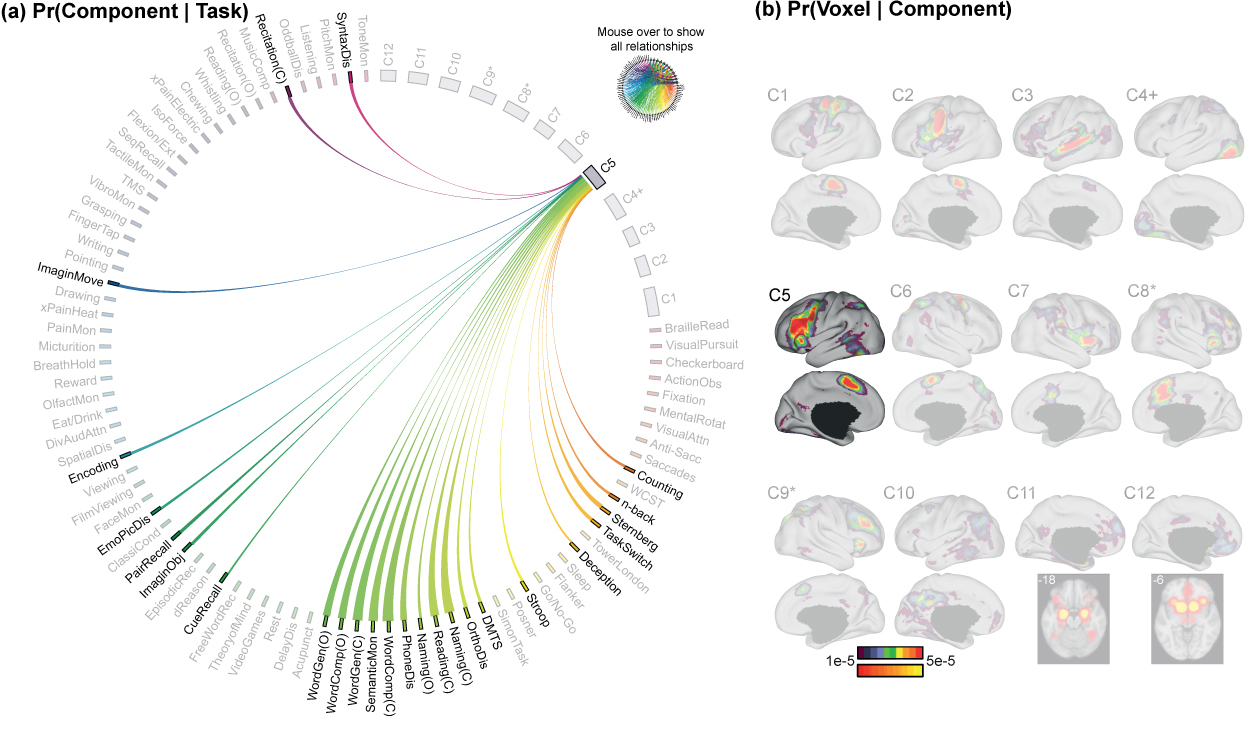 (a) Pr(Component | Task)
(b) Pr(Voxel | Component)
Mouse over to show
all relationships
ToneMon
SyntaxDis
PitchMon
Listening
OddballDis
Recitation(C)
MusicComp
Recitation(O)
Reading(O)
Whistling
xPainElectric
Chewing
IsoForce
Flexion/Ext
SeqRecall
TactileMon
TMS
VibroMon
Grasping
FingerTap
Writing
Pointing
ImaginMove
Drawing
xPainHeat
PainMon
Micturition
BreathHold
Reward
OlfactMon
Eat/Drink
DivAudAttn
SpatialDis
Encoding
Viewing
FilmViewing
FaceMon
EmoPicDis
ClassicCond
PairRecall
ImaginObj
EpisodicRec
dReason
CueRecall
FreeWordRec
TheoryofMind
VideoGames
Rest
DelayDis
Acupunct
WordGen(O)
WordComp(O)
WordGen(C)
SemanticMon
WordComp(C)
PhoneDis
Naming(O)
Reading(C)
Naming(C)
OrthoDis
DMTS
SimonTask
Posner
Stroop
Go/No-Go
Flanker
Sleep
Deception
TowerLondon
TaskSwitch
Sternberg
n-back
WCST
Counting
Saccades
Anti-Sacc
VisualAttn
MentalRotat
Fixation
ActionObs
Checkerboard
VisualPursuit
BrailleRead
C1
C2
C3
C4+
C5
C6
C7
C8*
C9*
C10
C11
C12
C1
C2
C3
C4+
C5
C6
C7
C8*
C9*
C10
C11
C12
-18
-6
1e-5
5e-5